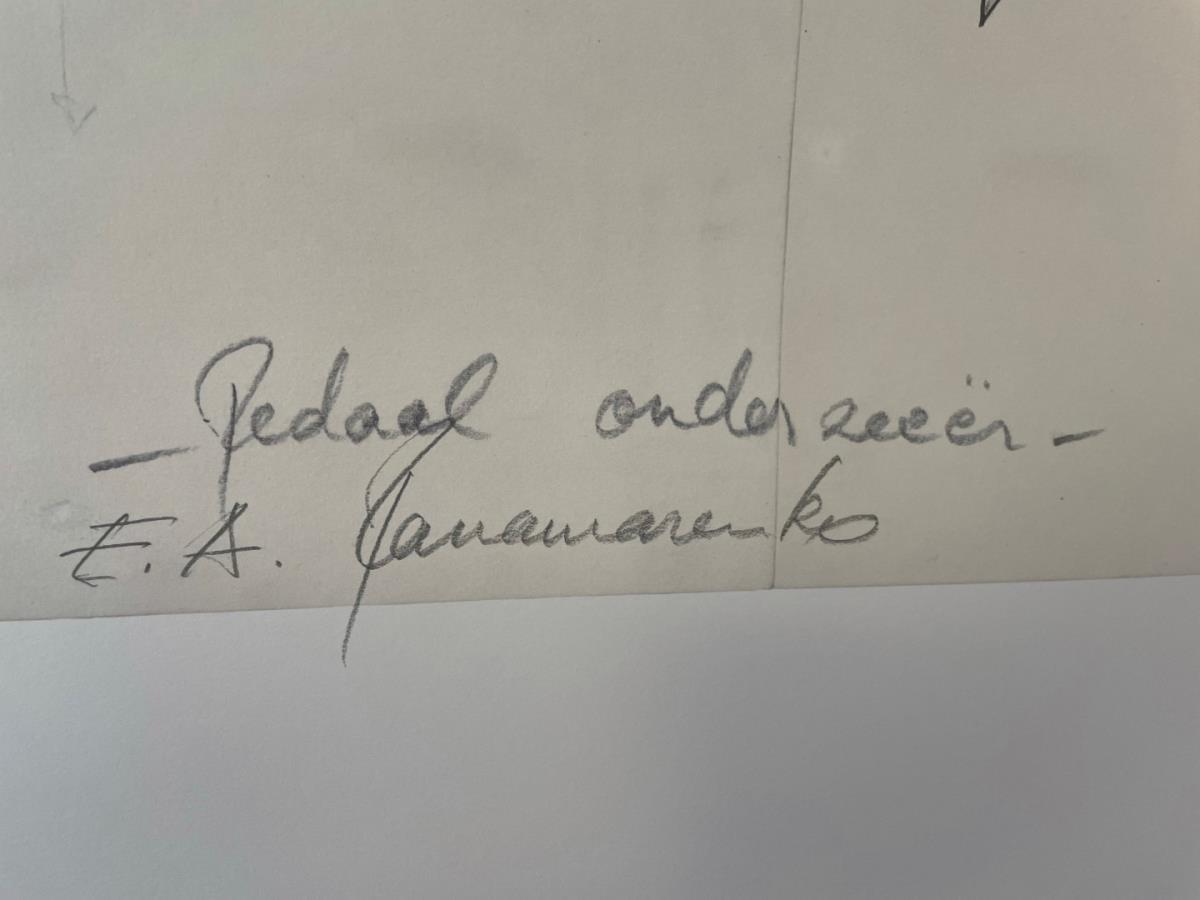 - Pedaal onderzeeër -
E.A. Panamarenko